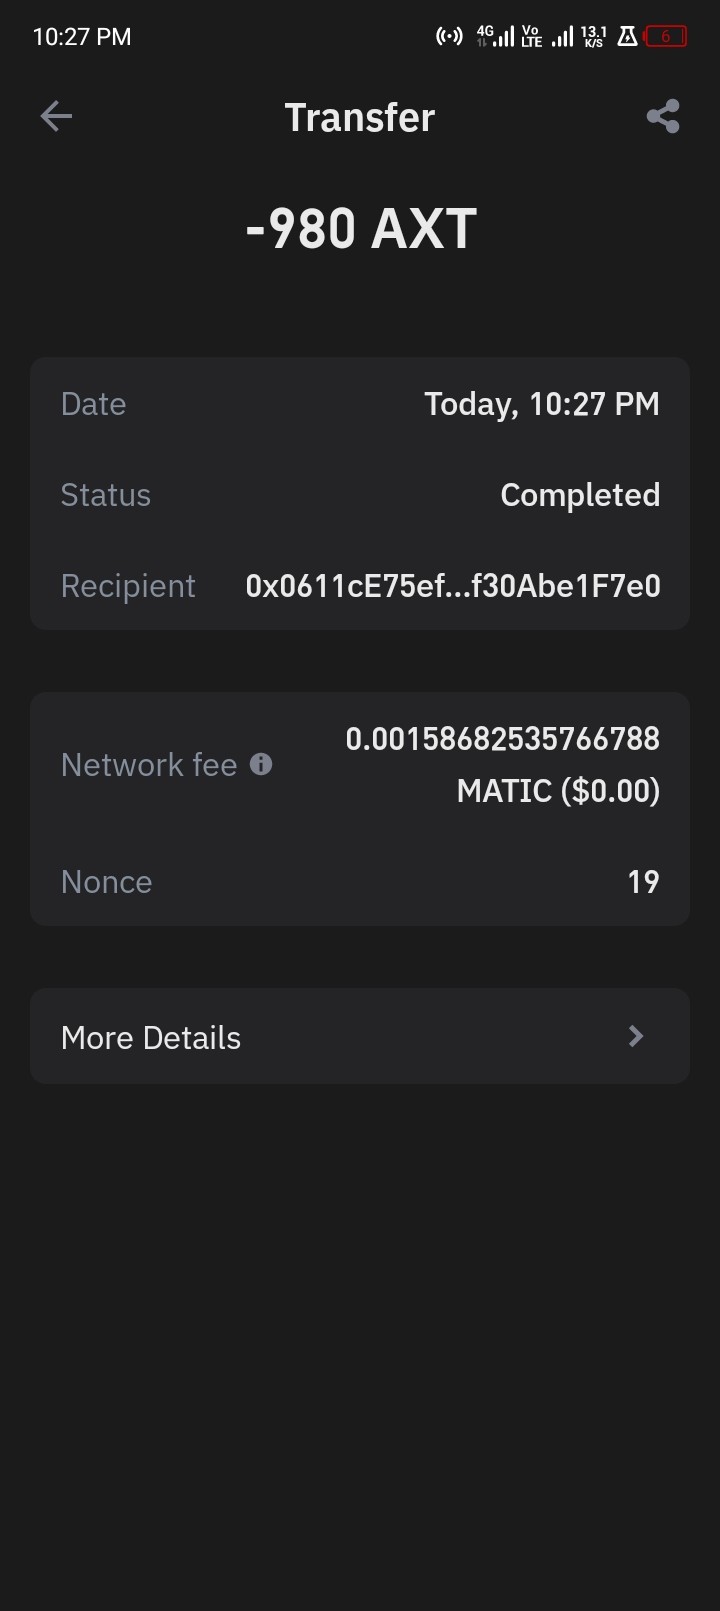 10:27 PM 4G Vo LTE 13.1 K/S 6
Transfer
-980 AXT
Date Today, 10:27 PM
Status Completed
Recipient 0x0611cE75ef...f30Abe1F7e0
Network fee 0.00158682535766788
MATIC ($0.00)
Nonce 19
More Details